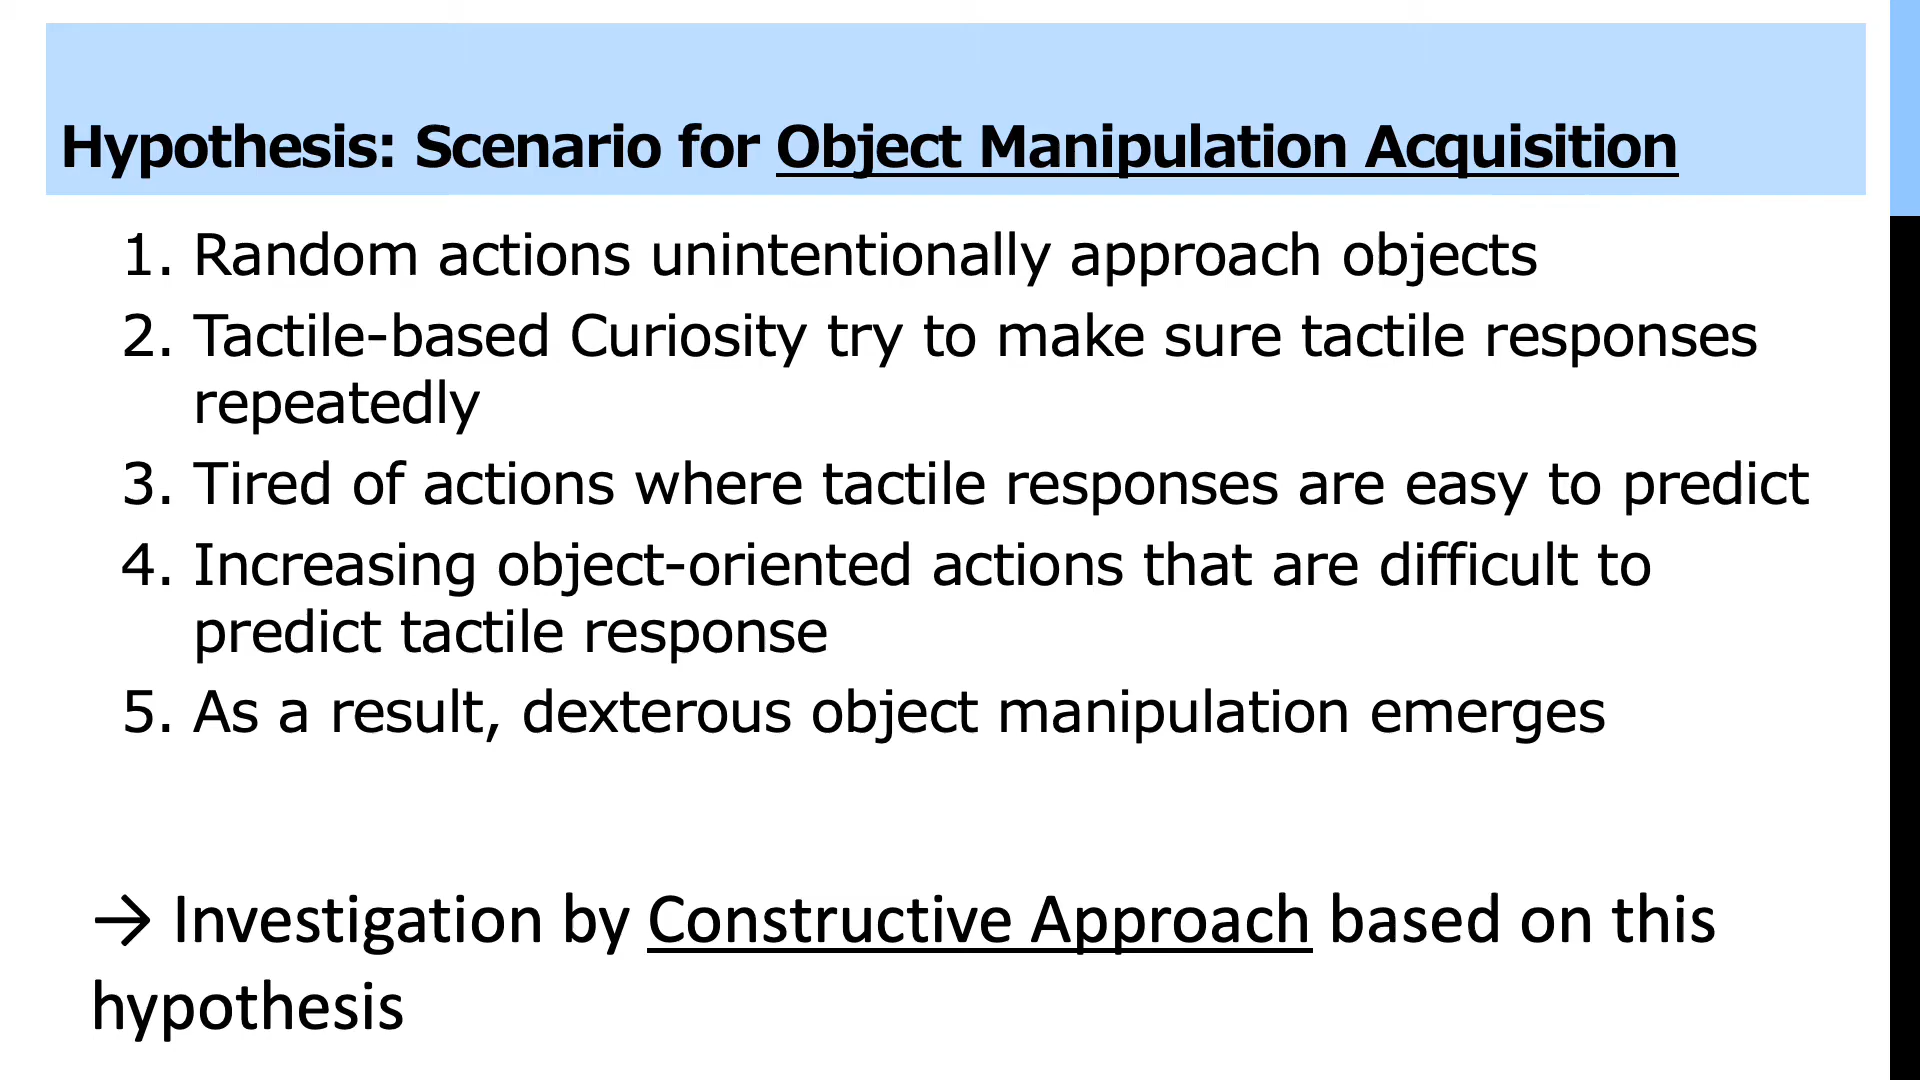 Hypothesis: Scenario for Object Manipulation Acquisition
1. Random actions unintentionally approach objects
2. Tactile-based Curiosity try to make sure tactile responses
repeatedly
3. Tired of actions where tactile responses are easy to predict
4. Increasing object-oriented actions that are difficult to
predict tactile response
5. As a result, dexterous object manipulation emerges
→ Investigation by Constructive Approach based on this
hypothesis